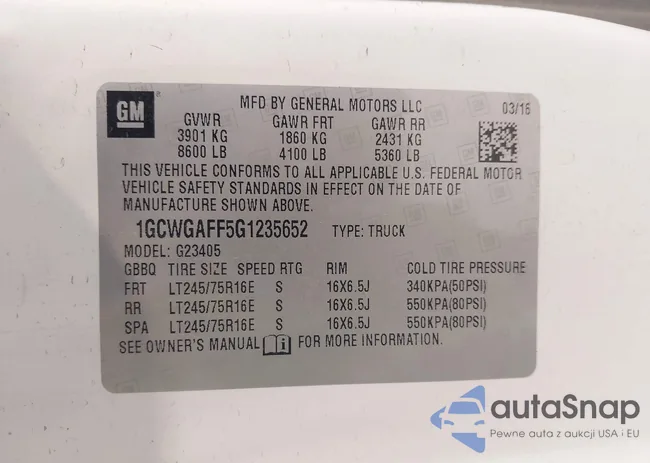 GM
MFD BY GENERAL MOTORS LLC
03/16
GVWR GAWR FRT GAWR RR
3901 KG 1860 KG 2431 KG
8600 LB 4100 LB 5360 LB
THIS VEHICLE CONFORMS TO ALL APPLICABLE U.S. FEDERAL MOTOR
VEHICLE SAFETY STANDARDS IN EFFECT ON THE DATE OF
MANUFACTURE SHOWN ABOVE.
1GCWGAFF5G1235652 TYPE: TRUCK
MODEL: G23405
GBBQ TIRE SIZE SPEED RTG RIM COLD TIRE PRESSURE
FRT LT245/75R16E S 16X6.5J 340KPA(50PSI)
RR LT245/75R16E S 16X6.5J 550KPA(80PSI)
SPA LT245/75R16E S 16X6.5J 550KPA(80PSI)
SEE OWNER'S MANUAL FOR MORE INFORMATION.
autaSnap
Pewne auta z aukcji USA i EU